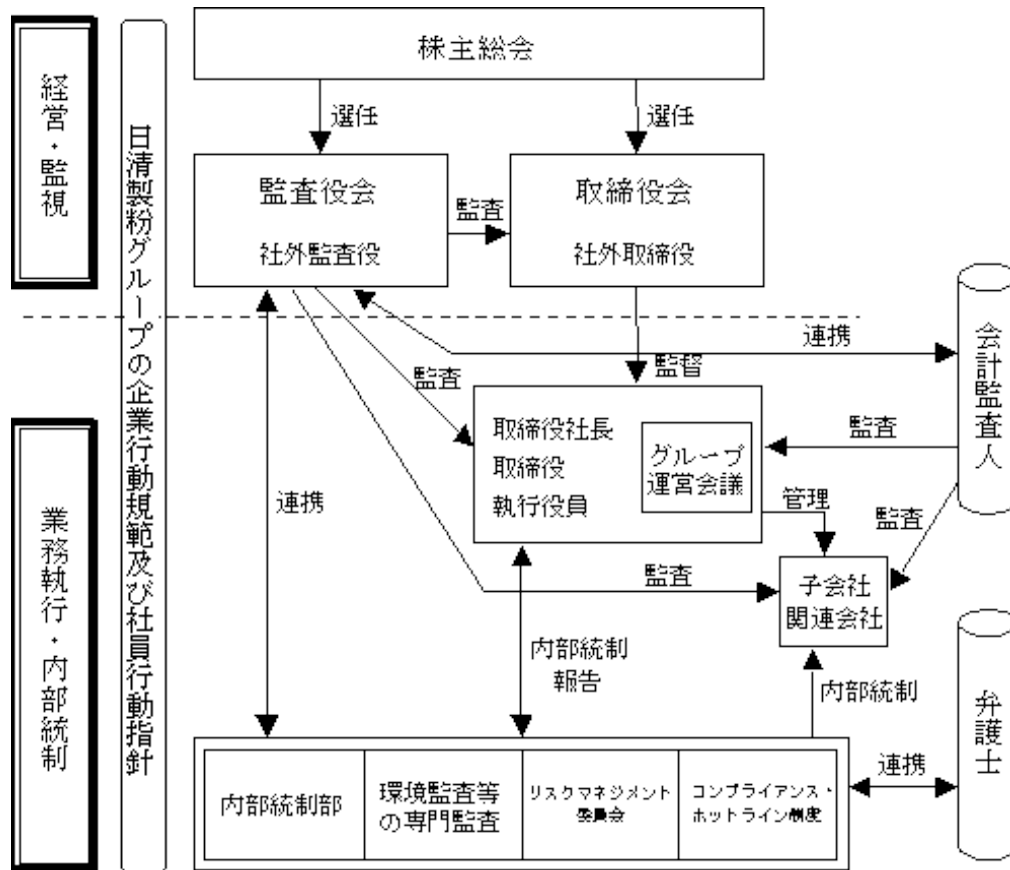 株主総会
経営・監視
日清製粉グループの企業行動規範及び社員行動指針
選任
選任
監査役会
社外監査役
監査
取締役会
社外取締役
会計監査人
連携
監査
監督
取締役社長
取締役
執行役員
グループ
運営会議
監査
管理
監査
業務執行・内部統制
連携
監査
子会社
関連会社
内部統制
報告
内部統制
弁護士
連携
内部統制部
環境監査等
の専門監査
リスクマネジメント
委員会
コンプライアンス・
ホットライン制度